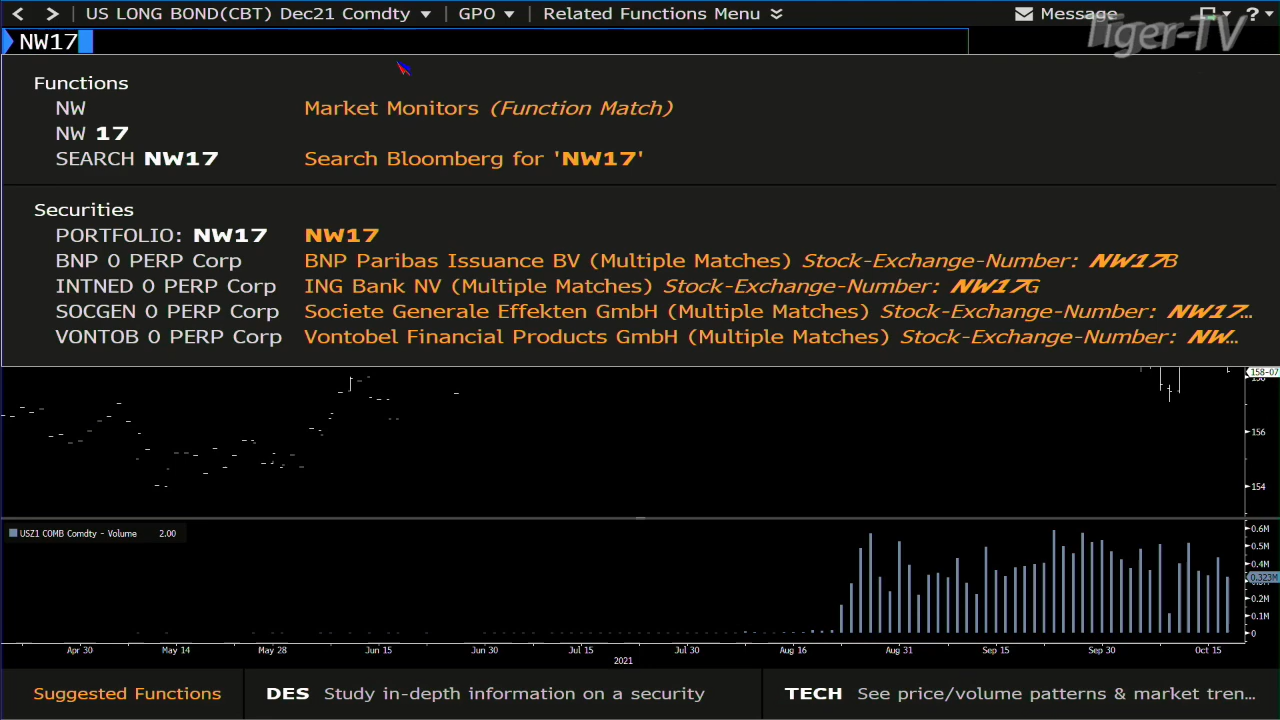 US LONG BOND(CBT) Dec21 Comdty GPO Related Functions Menu Message ?
Tiger-TV
NW17
Functions
NW Market Monitors (Function Match)
NW 17
SEARCH NW17 Search Bloomberg for 'NW17'
Securities
PORTFOLIO: NW17 NW17
BNP 0 PERP Corp BNP Paribas Issuance BV (Multiple Matches) Stock-Exchange-Number: NW17B
INTNED 0 PERP Corp ING Bank NV (Multiple Matches) Stock-Exchange-Number: NW17G
SOCGEN 0 PERP Corp Societe Generale Effekten GmbH (Multiple Matches) Stock-Exchange-Number: NW17...
VONTOB 0 PERP Corp Vontobel Financial Products GmbH (Multiple Matches) Stock-Exchange-Number: NW...
158-07
156
154
USZ1 COMB Comdty - Volume 2.00
0.6M
0.5M
0.4M
0.323M
0.2M
0.1M
0
Apr 30 May 14 May 28 Jun 15 Jun 30 Jul 15 Jul 30 Aug 16 Aug 31 Sep 15 Sep 30 Oct 15
2021
Suggested Functions DES Study in-depth information on a security TECH See price/volume patterns & market tren...